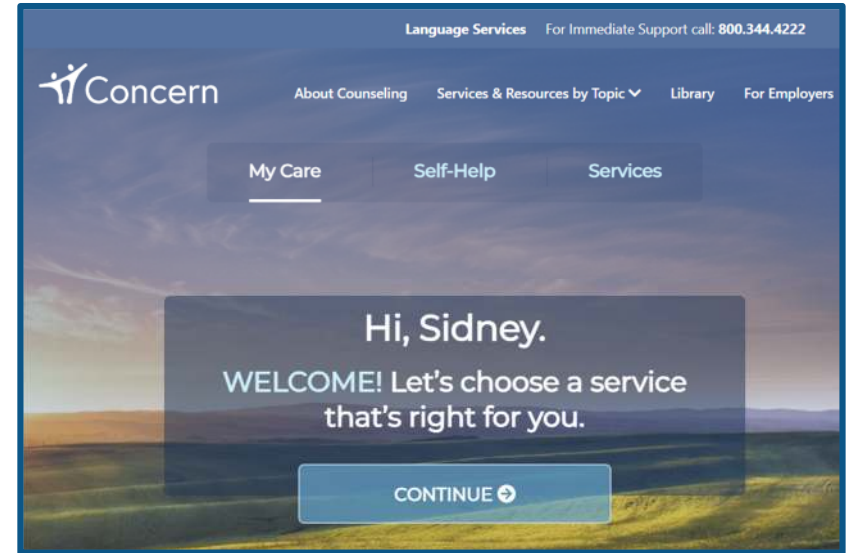 Language Services For Immediate Support call: 800.344.4222
Concern About Counseling Services & Resources by Topic Library For Employers
My Care Self-Help Services
Hi, Sidney.
WELCOME! Let's choose a service
that's right for you.
CONTINUE